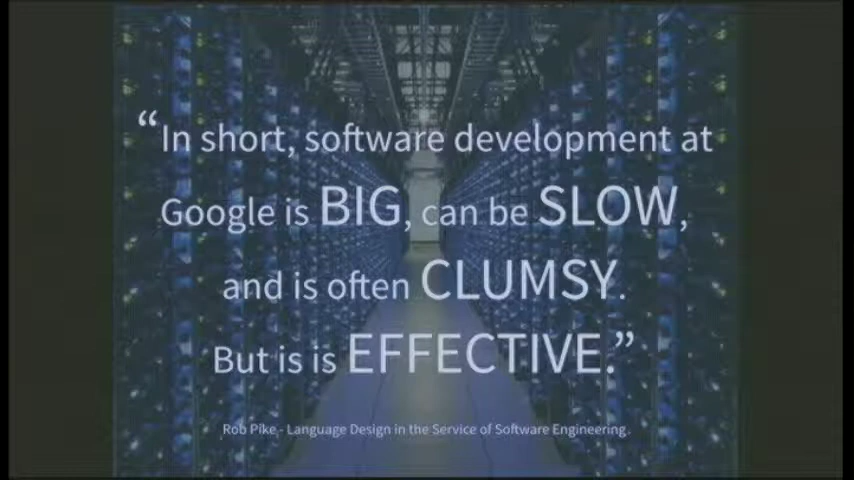 “In short, software development at
Google is BIG, can be SLOW,
and is often CLUMSY.
But is is EFFECTIVE.”
Rob Pike - Language Design in the Service of Software Engineering